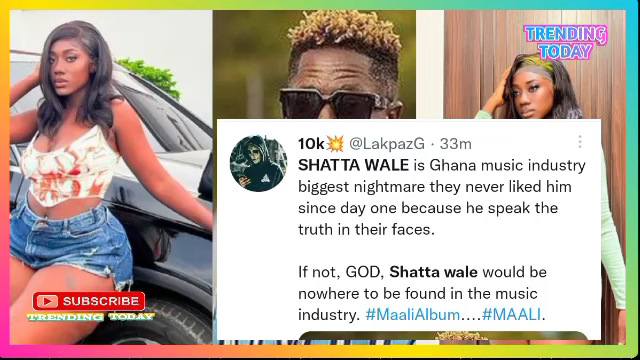 TRENDING
TODAY
10k💥 @LakpazG · 33m
SHATTA WALE is Ghana music industry
biggest nightmare they never liked him
since day one because he speak the
truth in their faces.
If not, GOD, Shatta wale would be
nowhere to be found in the music
industry. #MaaliAlbum....#MAALI.
SUBSCRIBE
TRENDING TODAY